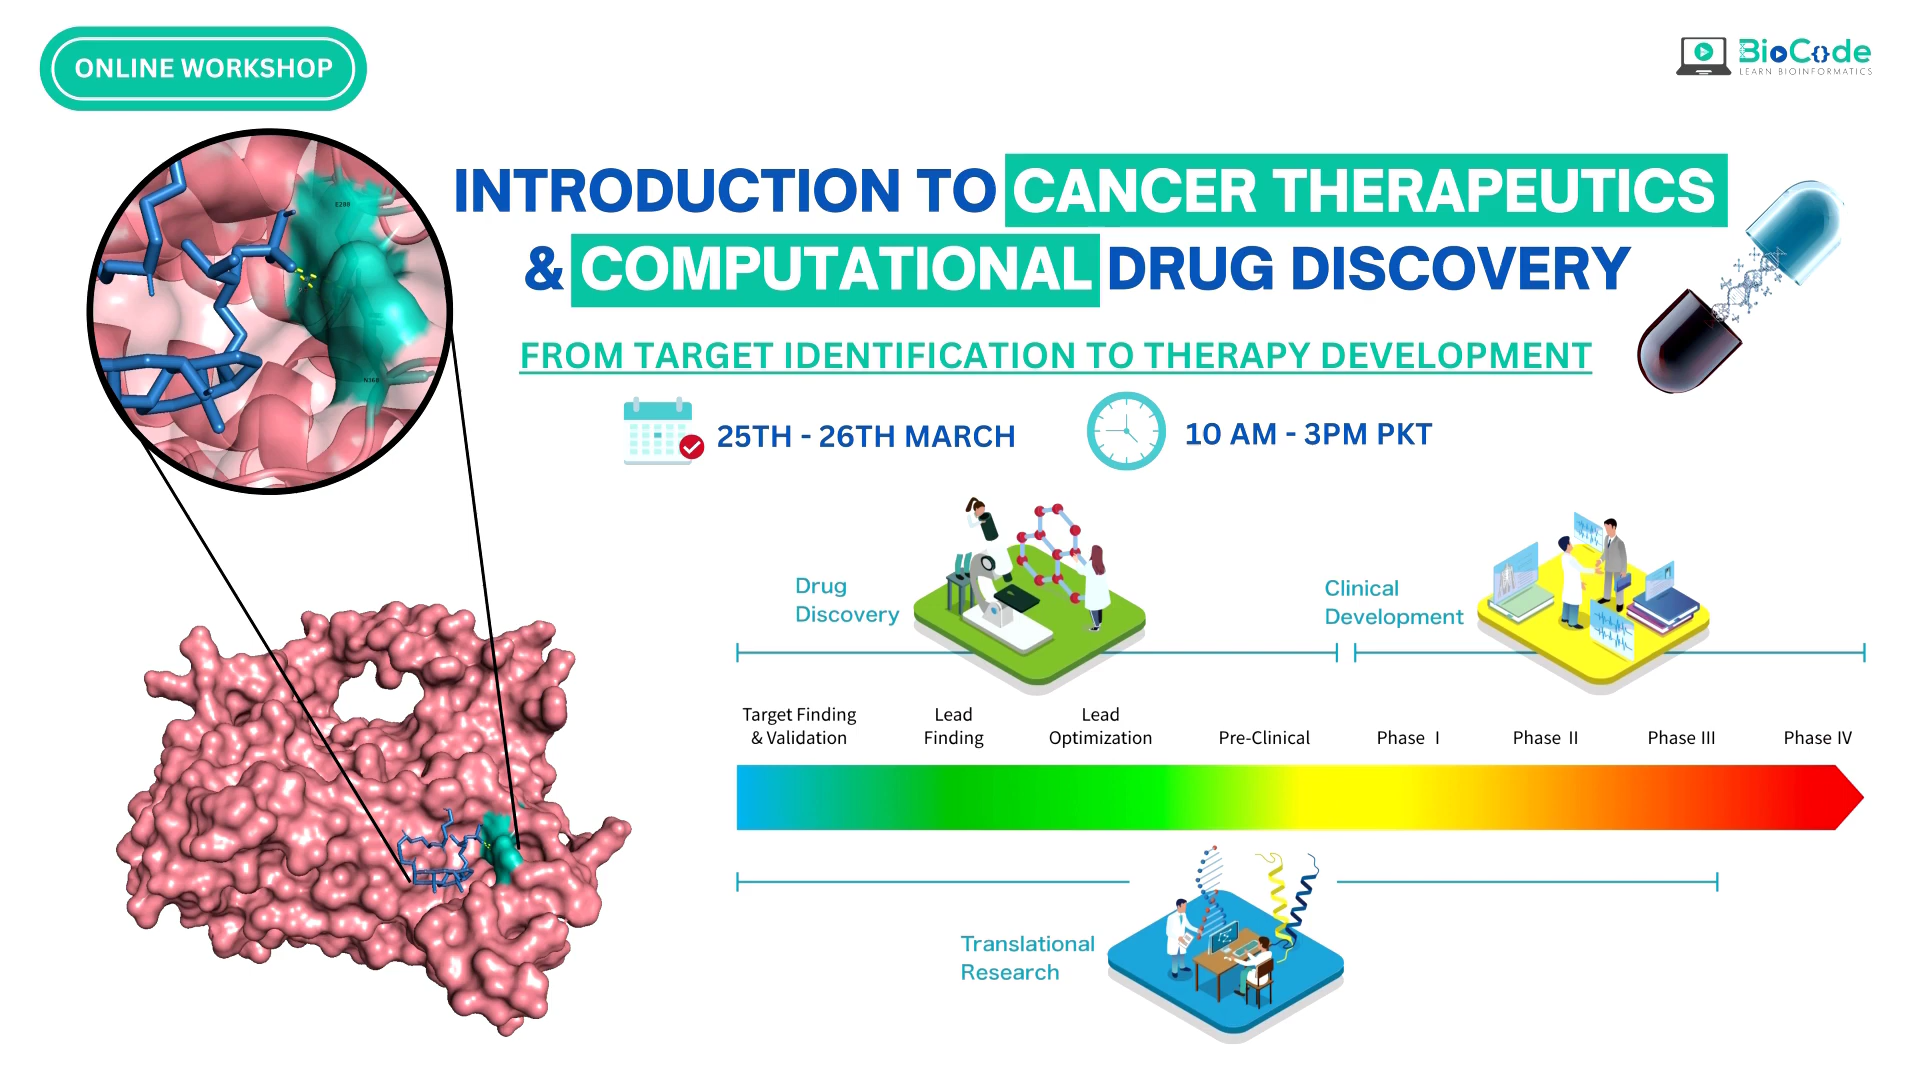 ONLINE WORKSHOP
BioCode
LEARN BIOINFORMATICS
INTRODUCTION TO CANCER THERAPEUTICS
& COMPUTATIONAL DRUG DISCOVERY
FROM TARGET IDENTIFICATION TO THERAPY DEVELOPMENT
25TH - 26TH MARCH
10 AM - 3PM PKT
E288
N168
Drug
Discovery
Clinical
Development
Target Finding
& Validation
Lead
Finding
Lead
Optimization
Pre-Clinical
Phase I
Phase II
Phase III
Phase IV
Translational
Research